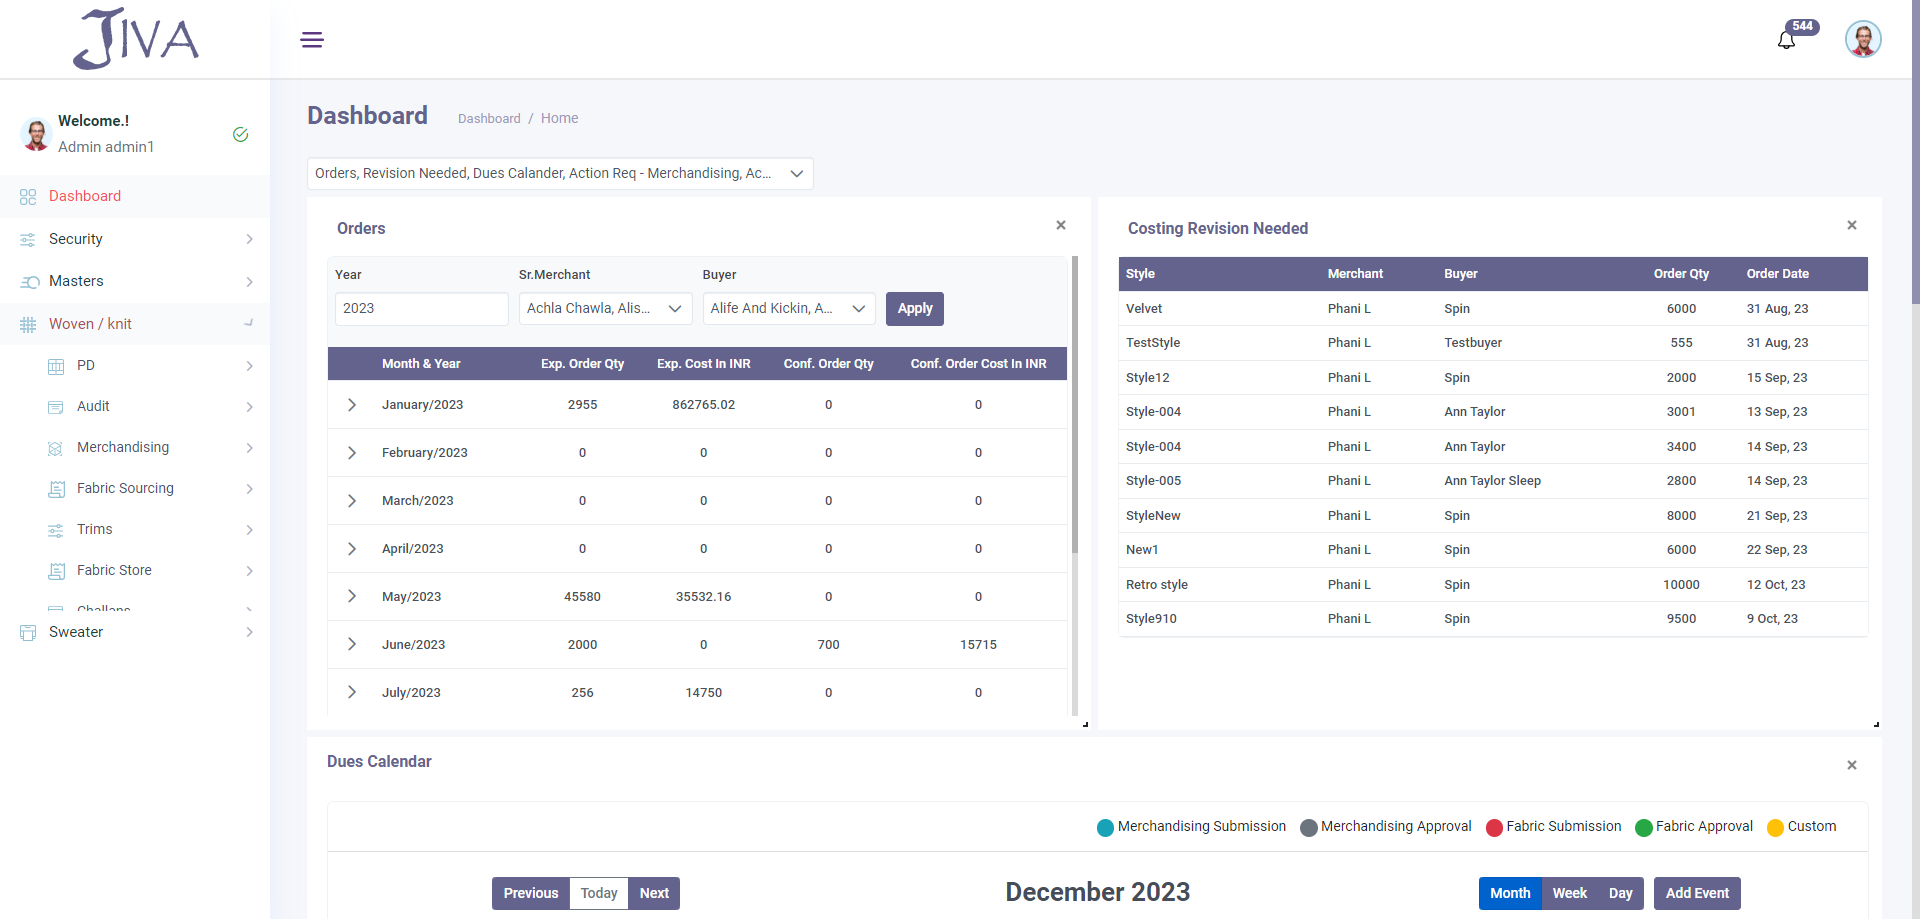 JIVA
544
Welcome.!
Admin admin1
Dashboard
Security
Masters
Woven / knit
PD
Audit
Merchandising
Fabric Sourcing
Trims
Fabric Store
Challans
Sweater
Dashboard
Dashboard / Home
Orders, Revision Needed, Dues Calander, Action Req - Merchandising, Ac...
Orders
Year Sr.Merchant Buyer
2023 Achla Chawla, Alis... Alife And Kickin, A... Apply
Month & Year Exp. Order Qty Exp. Cost In INR Conf. Order Qty Conf. Order Cost In INR
January/2023 2955 862765.02 0 0
February/2023 0 0 0 0
March/2023 0 0 0 0
April/2023 0 0 0 0
May/2023 45580 35532.16 0 0
June/2023 2000 0 700 15715
July/2023 256 14750 0 0
Costing Revision Needed
Style Merchant Buyer Order Qty Order Date
Velvet Phani L Spin 6000 31 Aug, 23
TestStyle Phani L Testbuyer 555 31 Aug, 23
Style12 Phani L Spin 2000 15 Sep, 23
Style-004 Phani L Ann Taylor 3001 13 Sep, 23
Style-004 Phani L Ann Taylor 3400 14 Sep, 23
Style-005 Phani L Ann Taylor Sleep 2800 14 Sep, 23
StyleNew Phani L Spin 8000 21 Sep, 23
New1 Phani L Spin 6000 22 Sep, 23
Retro style Phani L Spin 10000 12 Oct, 23
Style910 Phani L Spin 9500 9 Oct, 23
Dues Calendar
Merchandising Submission Merchandising Approval Fabric Submission Fabric Approval Custom
Previous Today Next December 2023 Month Week Day Add Event